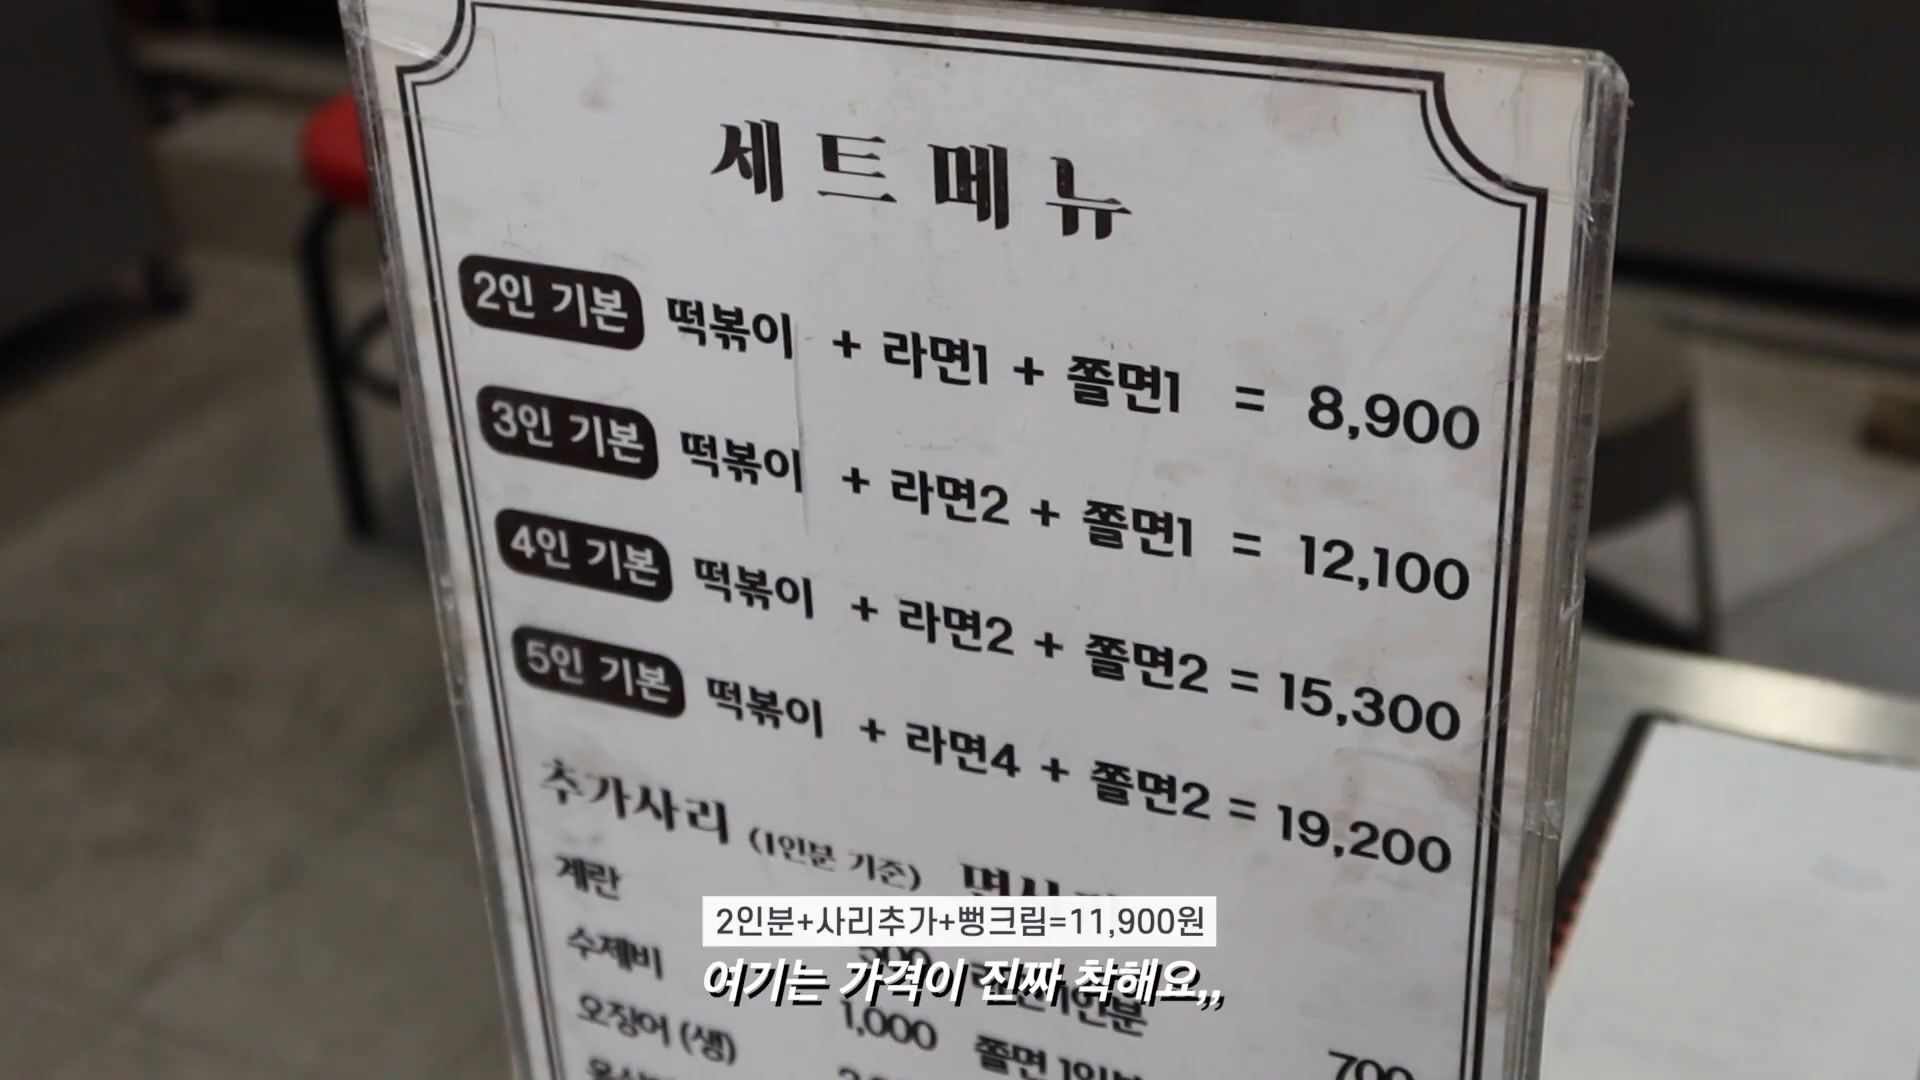 세트메뉴
2인 기본 떡볶이 + 라면1 + 쫄면1 = 8,900
3인 기본 떡볶이 + 라면2 + 쫄면1 = 12,100
4인 기본 떡볶이 + 라면2 + 쫄면2 = 15,300
5인 기본 떡볶이 + 라면4 + 쫄면2 = 19,200
추가사리 (1인분 기준)
계란
수제비
오징어 (생) 1,000 쫄면 1인분 700
2인분+사리추가+뻥크림=11,900원
여기는 가격이 진짜 착해요,,